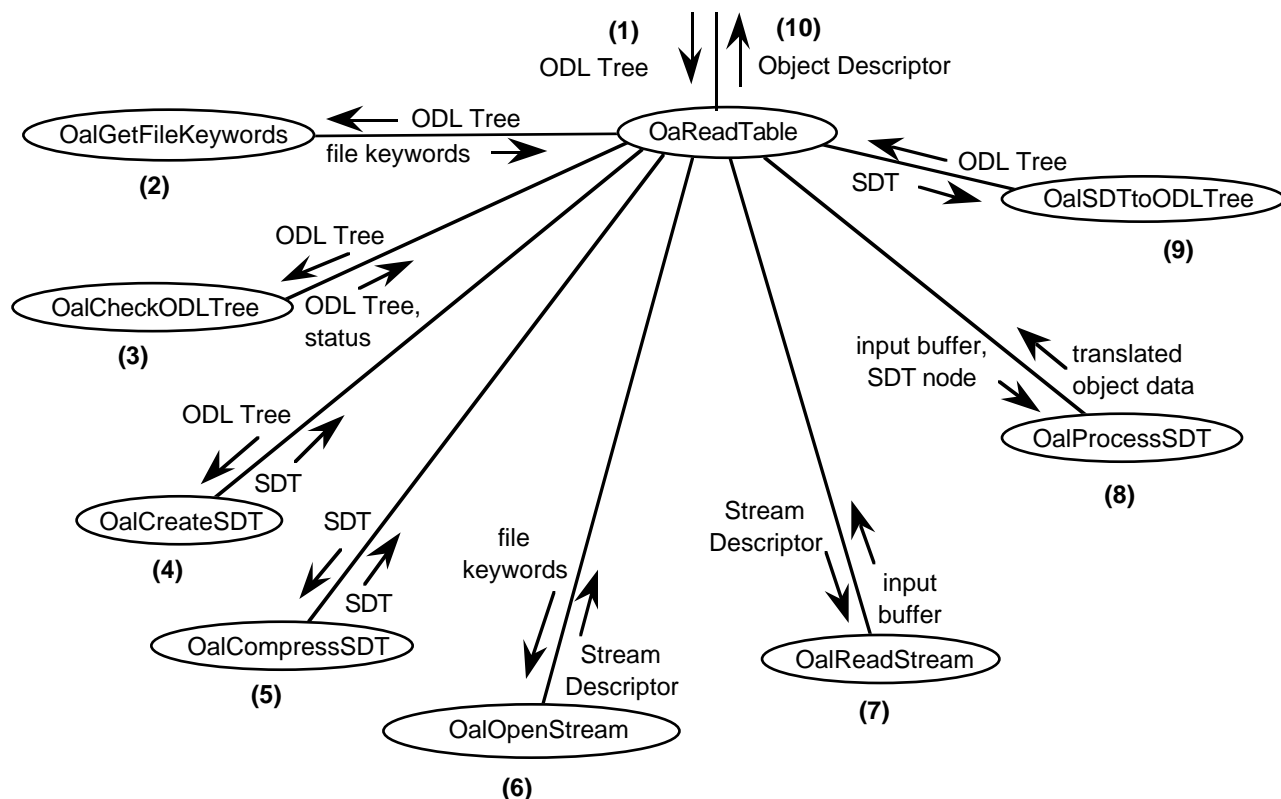 (1)
(10)
ODL Tree
Object Descriptor
OalGetFileKeywords
ODL Tree
file keywords
(2)
OaReadTable
ODL Tree
SDT
OalSDTtoODLTree
(9)
ODL Tree
OalCheckODLTree
ODL Tree,
status
(3)
input buffer,
SDT node
translated
object data
OalProcessSDT
(8)
ODL Tree
SDT
OalCreateSDT
(4)
SDT
SDT
OalCompressSDT
(5)
file
keywords
Stream
Descriptor
OalOpenStream
(6)
Stream
Descriptor
input
buffer
OalReadStream
(7)